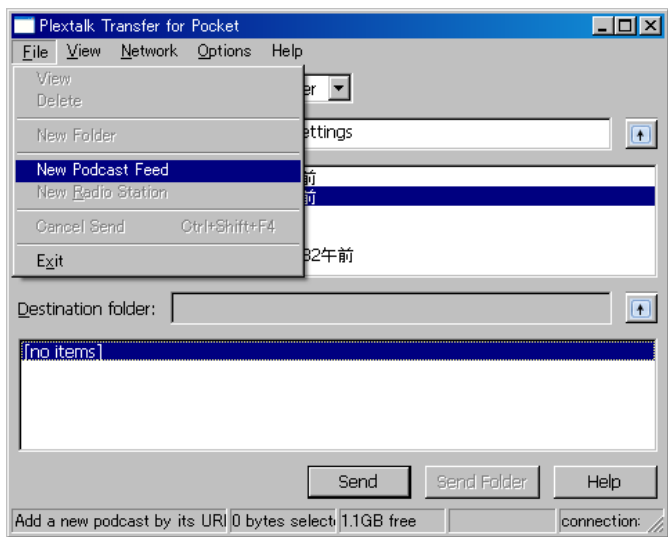 Plextalk Transfer for Pocket
File View Network Options Help
View
Delete
er
New Folder
ettings
New Podcast Feed
前
New Radio Station
前
Cancel Send Ctrl+Shift+F4
Exit
32午前
Destination folder:
[no items]
Send Send Folder Help
Add a new podcast by its URI 0 bytes select 1.1GB free connection: